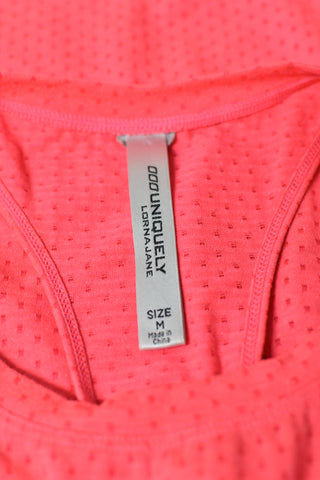 UNIQUELY
LORNA JANE
SIZE
M
Made in
China